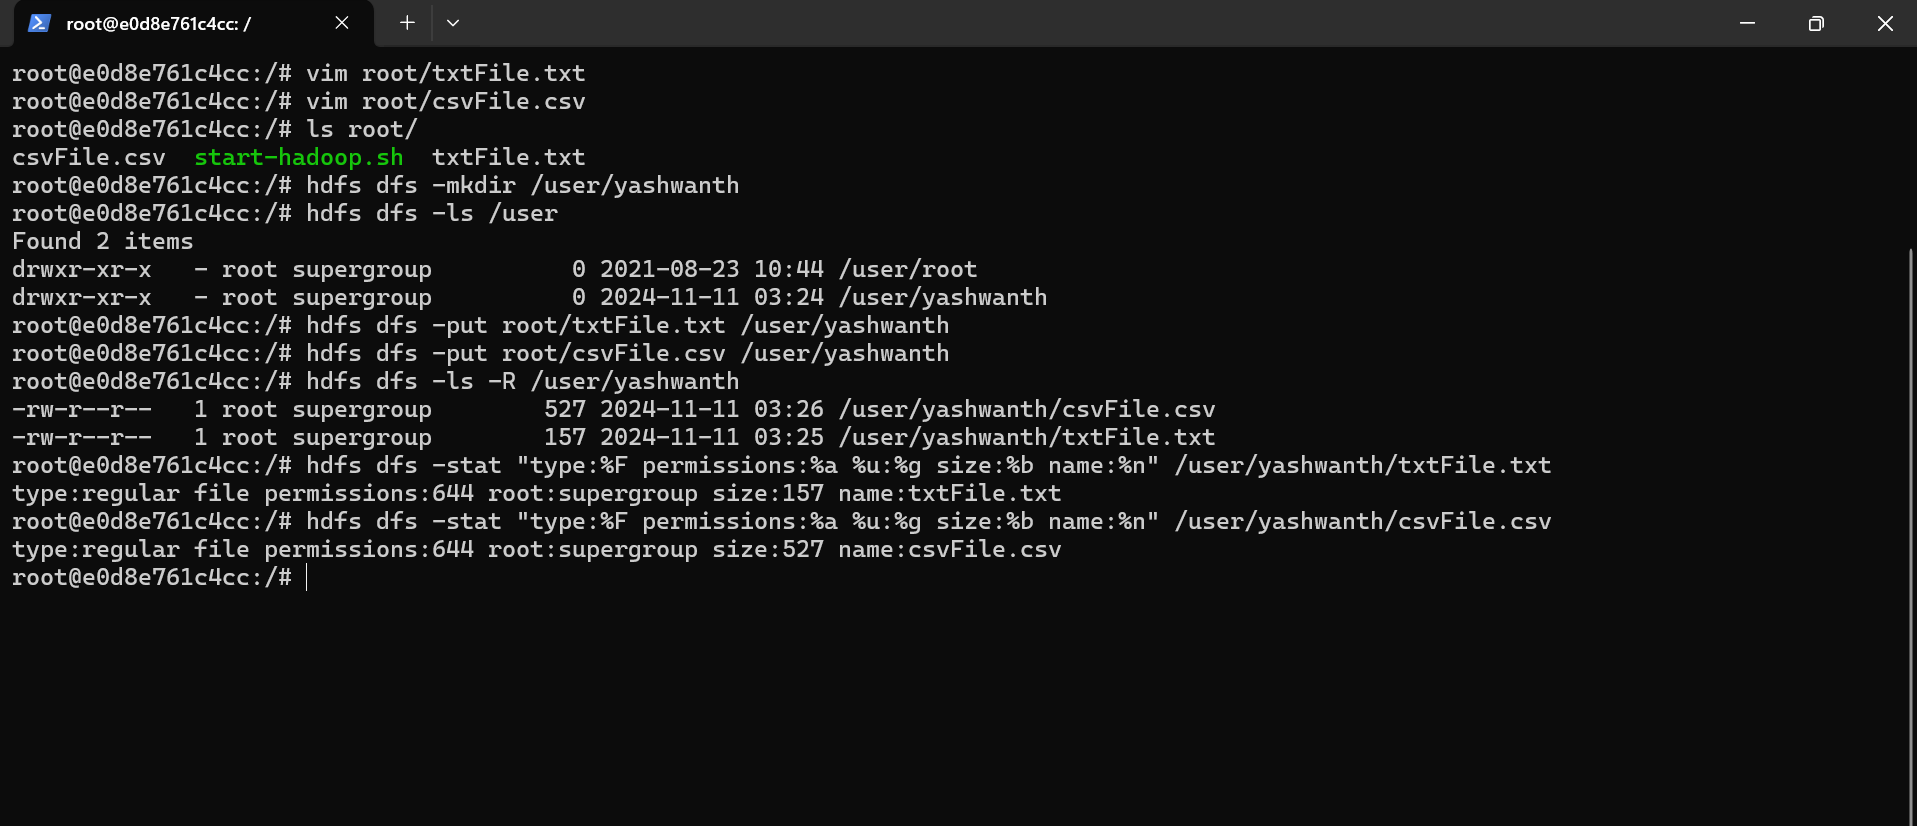 root@e0d8e761c4cc: /
root@e0d8e761c4cc:/# vim root/txtFile.txt
root@e0d8e761c4cc:/# vim root/csvFile.csv
root@e0d8e761c4cc:/# ls root/
csvFile.csv  start-hadoop.sh  txtFile.txt
root@e0d8e761c4cc:/# hdfs dfs -mkdir /user/yashwanth
root@e0d8e761c4cc:/# hdfs dfs -ls /user
Found 2 items
drwxr-xr-x   - root supergroup          0 2021-08-23 10:44 /user/root
drwxr-xr-x   - root supergroup          0 2024-11-11 03:24 /user/yashwanth
root@e0d8e761c4cc:/# hdfs dfs -put root/txtFile.txt /user/yashwanth
root@e0d8e761c4cc:/# hdfs dfs -put root/csvFile.csv /user/yashwanth
root@e0d8e761c4cc:/# hdfs dfs -ls -R /user/yashwanth
-rw-r--r--   1 root supergroup        527 2024-11-11 03:26 /user/yashwanth/csvFile.csv
-rw-r--r--   1 root supergroup        157 2024-11-11 03:25 /user/yashwanth/txtFile.txt
root@e0d8e761c4cc:/# hdfs dfs -stat "type:%F permissions:%a %u:%g size:%b name:%n" /user/yashwanth/txtFile.txt
type:regular file permissions:644 root:supergroup size:157 name:txtFile.txt
root@e0d8e761c4cc:/# hdfs dfs -stat "type:%F permissions:%a %u:%g size:%b name:%n" /user/yashwanth/csvFile.csv
type:regular file permissions:644 root:supergroup size:527 name:csvFile.csv
root@e0d8e761c4cc:/#